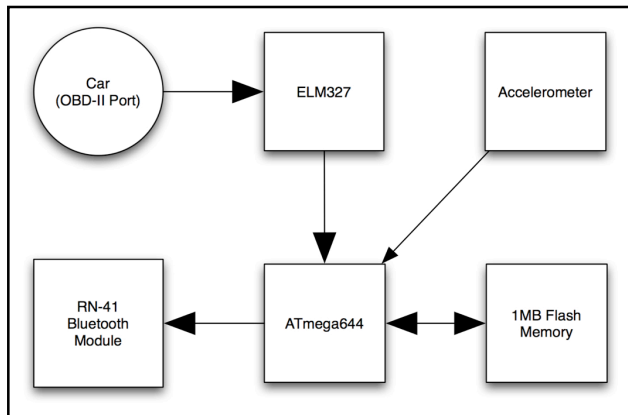 Car
(OBD-II Port)
ELM327
Accelerometer
RN-41
Bluetooth
Module
ATmega644
1MB Flash
Memory